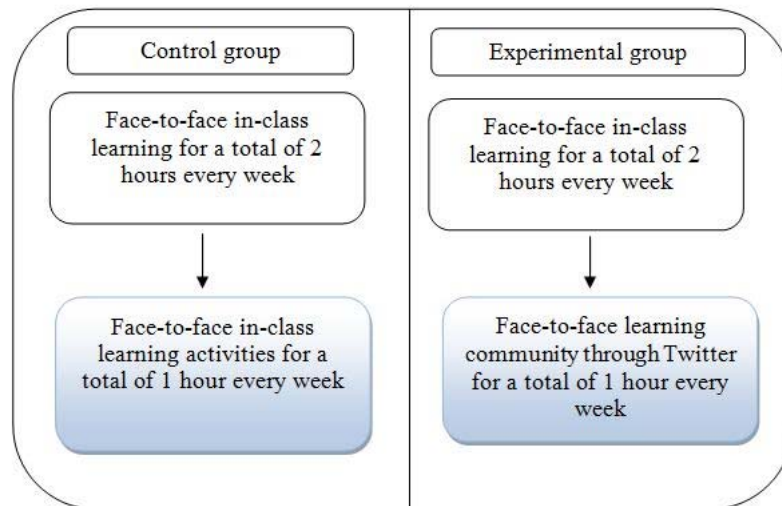 Control group
Face-to-face in-class
learning for a total of 2
hours every week
Face-to-face in-class
learning activities for a
total of 1 hour every week
Experimental group
Face-to-face in-class
learning for a total of 2
hours every week
Face-to-face learning
community through Twitter
for a total of 1 hour every
week